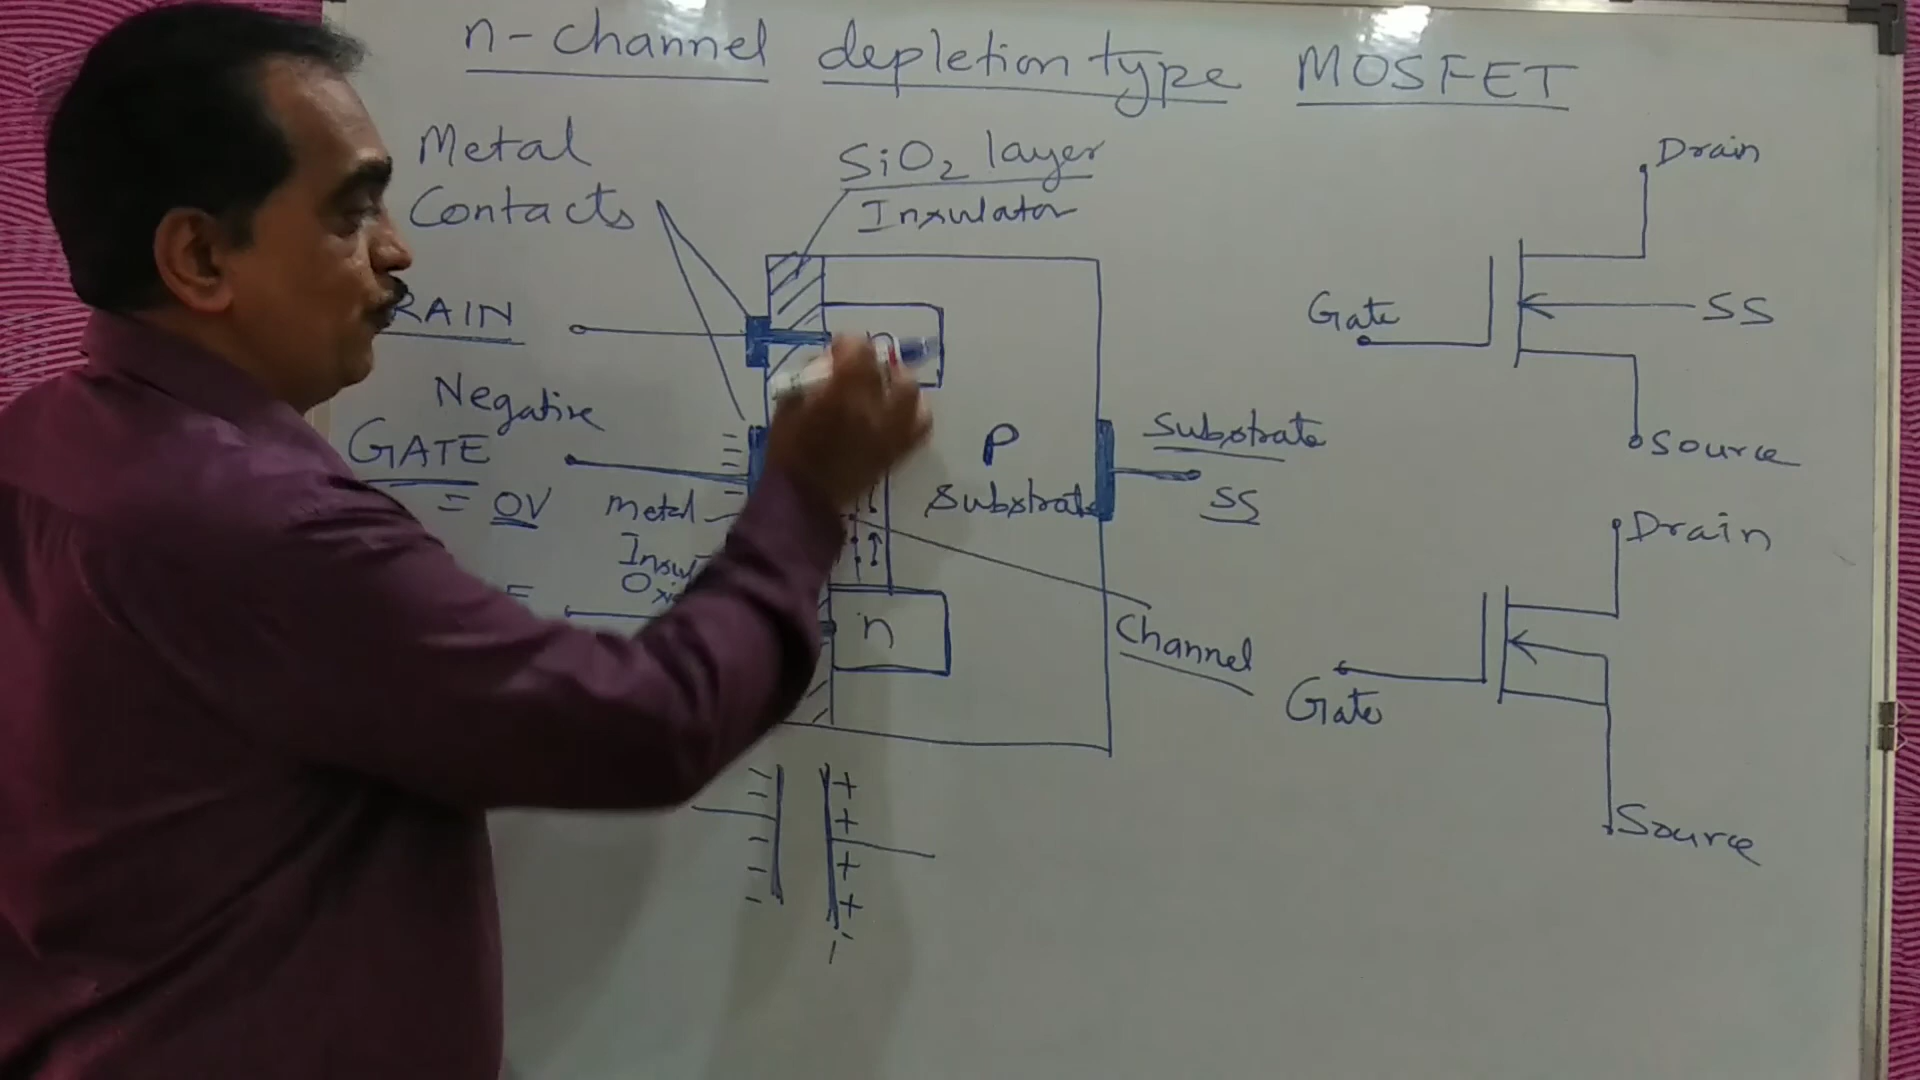 n-channel depletion type MOSFET
Metal
Contacts
SiO2 layer
Insulator
RAIN
Negative
GATE
= 0V
Metal
n
P
Substrate
Substrate
SS
n
Channel
Drain
Gate
SS
Source
Drain
Gate
Source